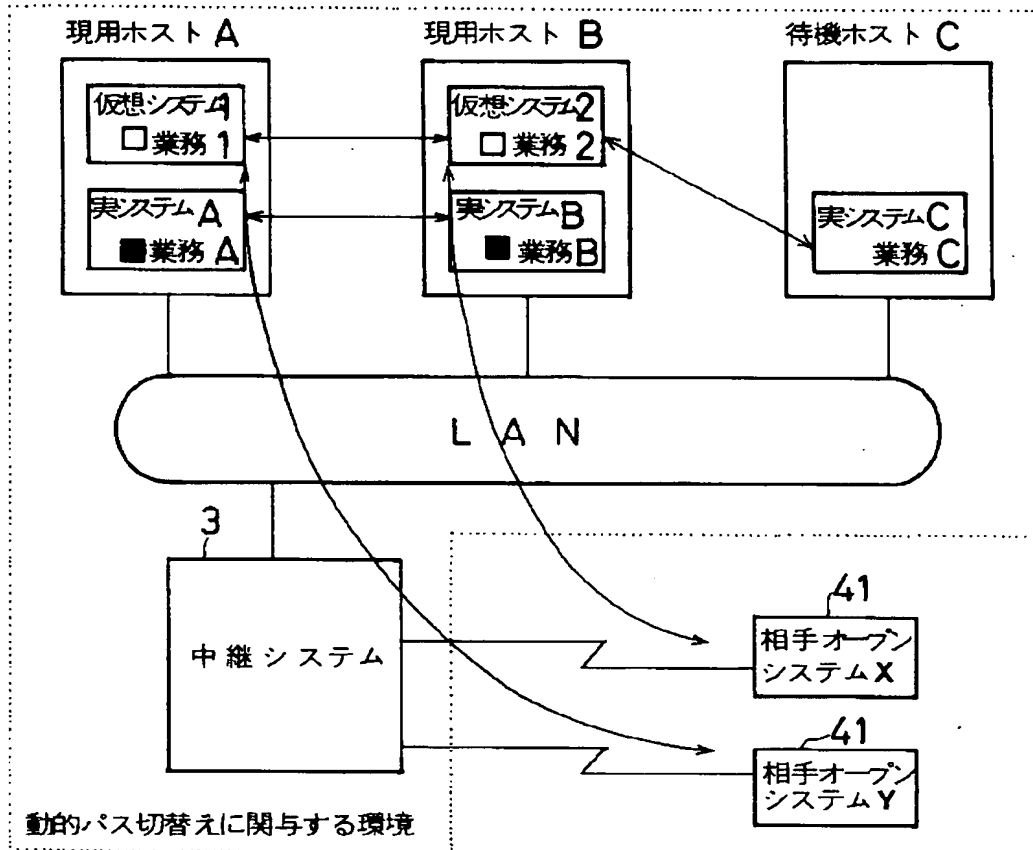 現用ホスト A
仮想システム1
□業務1
実システムA
■業務A
現用ホスト B
仮想システム2
□業務2
実システムB
■業務B
待機ホスト C
実システムC
業務C
LAN
3
中継システム
41
相手オープン
システムX
41
相手オープン
システムY
動的パス切替えに関与する環境